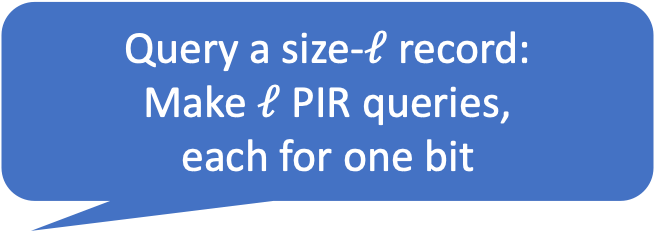 Query a size-ℓ record:
Make ℓ PIR queries,
each for one bit